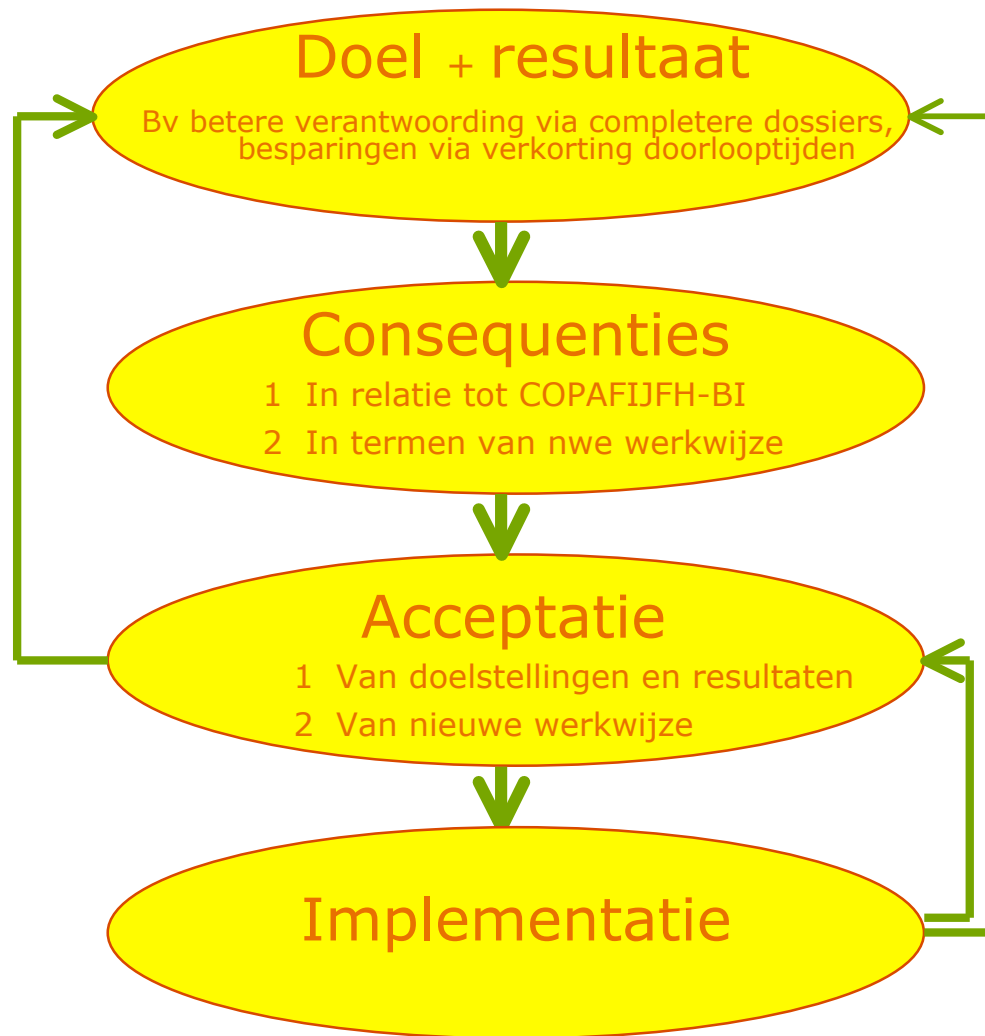 Doel + resultaat
Bv betere verantwoording via completere dossiers,
besparingen via verkorting doorlooptijden
Consequenties
1 In relatie tot COPAFIJFH-BI
2 In termen van nwe werkwijze
Acceptatie
1 Van doelstellingen en resultaten
2 Van nieuwe werkwijze
Implementatie